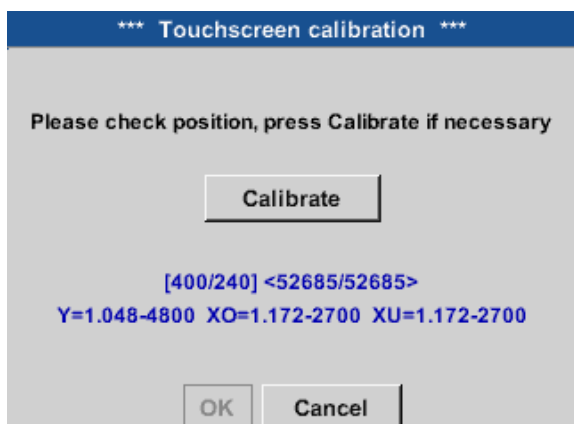 *** Touchscreen calibration ***
Please check position, press Calibrate if necessary
Calibrate
[400/240] <52685/52685>
Y=1.048-4800 XO=1.172-2700 XU=1.172-2700
OK Cancel